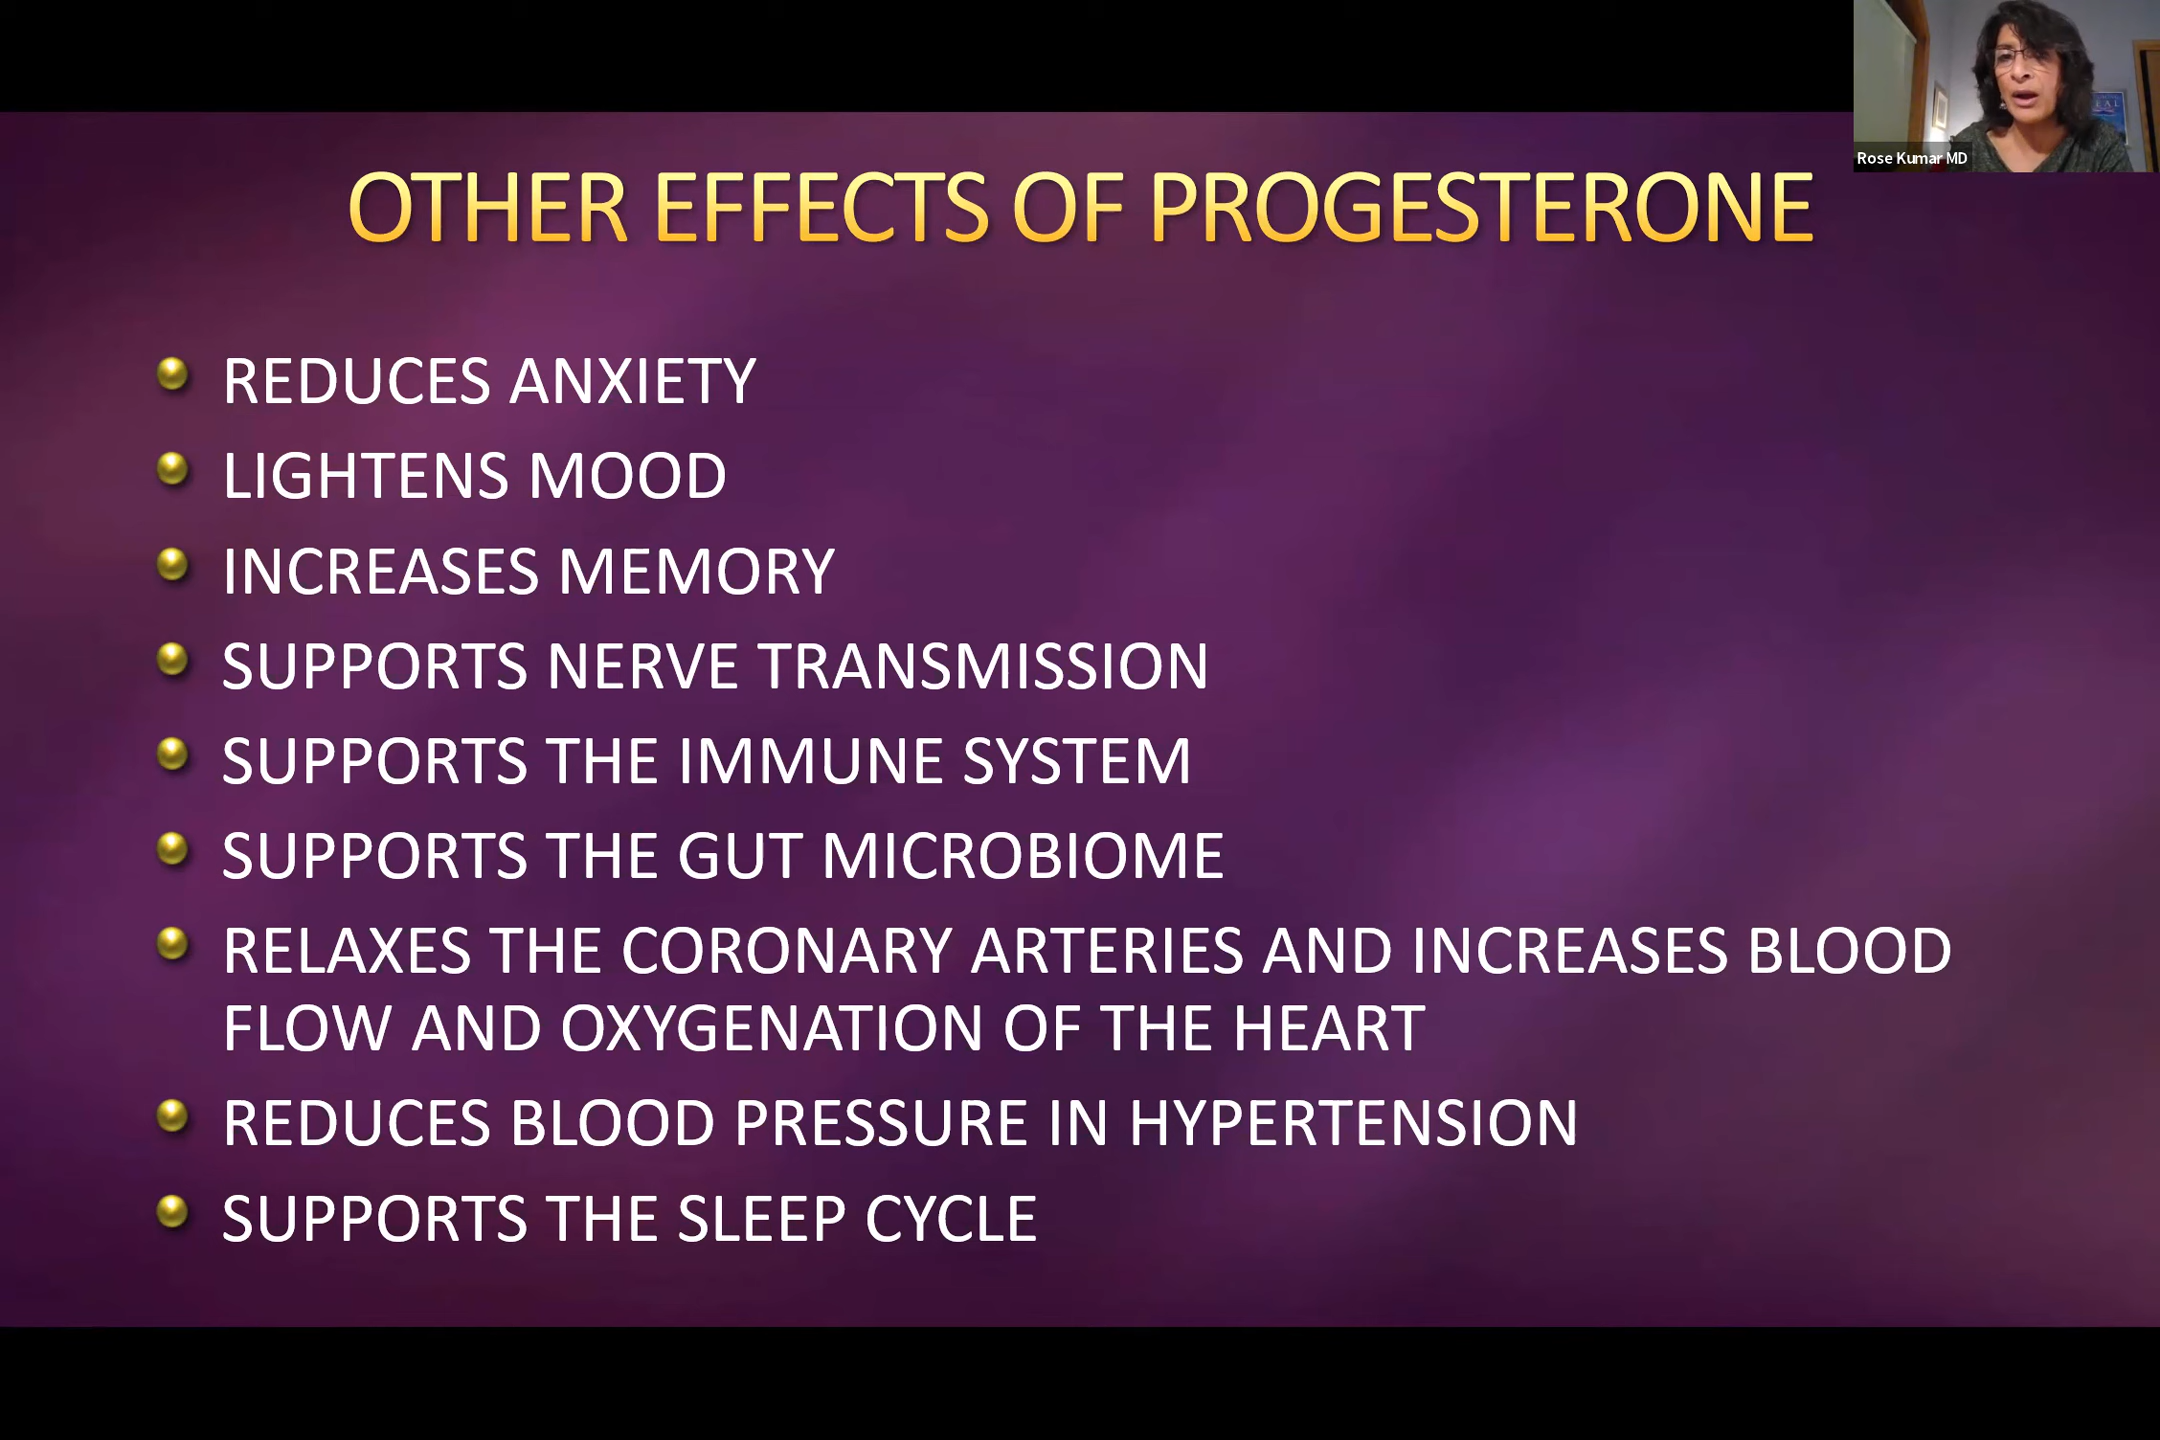 Rose Kumar MD
OTHER EFFECTS OF PROGESTERONE
REDUCES ANXIETY
LIGHTENS MOOD
INCREASES MEMORY
SUPPORTS NERVE TRANSMISSION
SUPPORTS THE IMMUNE SYSTEM
SUPPORTS THE GUT MICROBIOME
RELAXES THE CORONARY ARTERIES AND INCREASES BLOOD
FLOW AND OXYGENATION OF THE HEART
REDUCES BLOOD PRESSURE IN HYPERTENSION
SUPPORTS THE SLEEP CYCLE